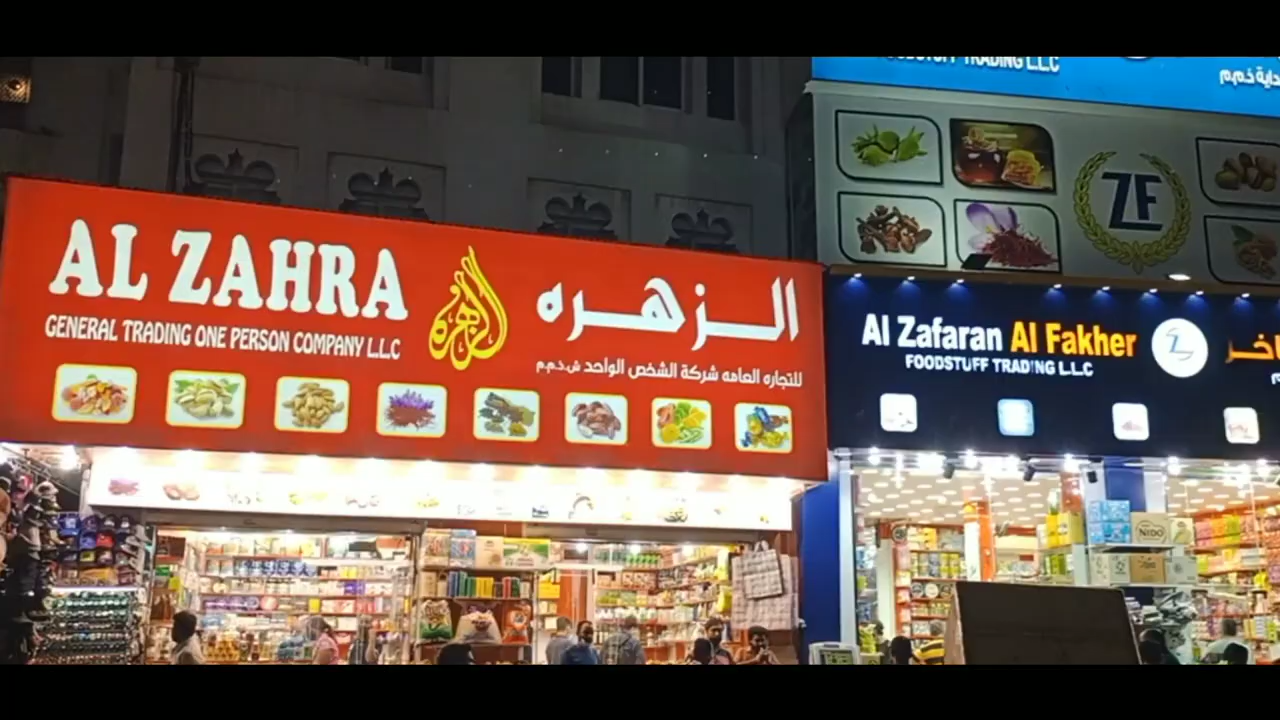 AL ZAHRA
GENERAL TRADING ONE PERSON COMPANY L.L.C
الزهره
الزهره
للتجاره العامه شركة الشخص الواحد ش.ذ.م.م
TRADING L.L.C
ZF
Al Zafaran Al Fakher
FOODSTUFF TRADING L.L.C
NIDO